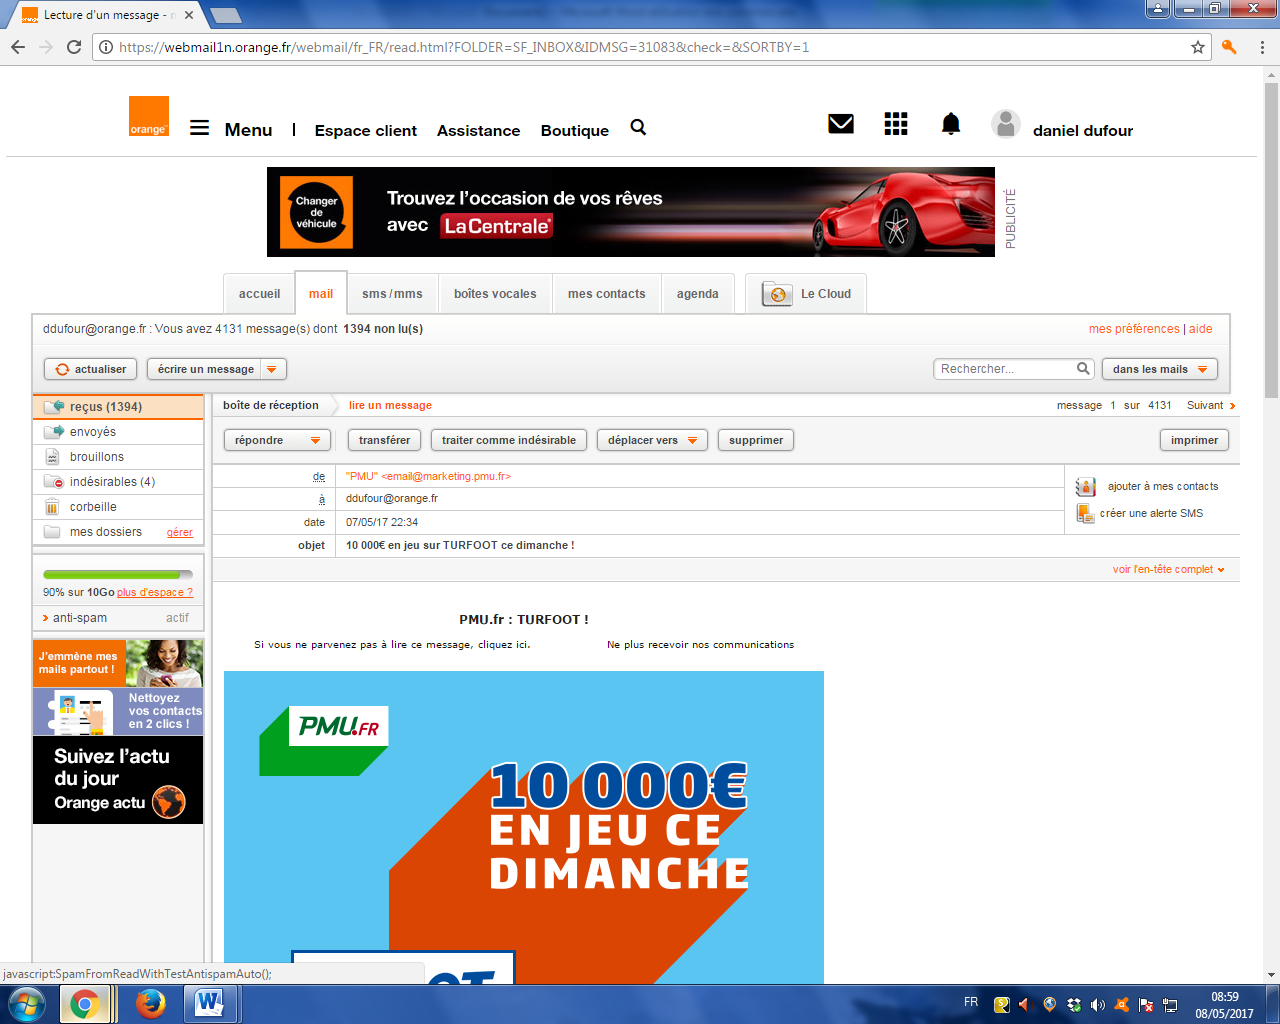 Lecture d'un message - n
https://webmail1n.orange.fr/webmail/fr_FR/read.html?FOLDER=SF_INBOX&IDMSG=31083&check=&SORTBY=1
orange
Menu | Espace client Assistance Boutique
daniel dufour
Changer de véhicule
Trouvez l'occasion de vos rêves
avec LaCentrale
PUBLICITÉ
accueil mail sms/mms boîtes vocales mes contacts agenda Le Cloud
ddufour@orange.fr : Vous avez 4131 message(s) dont 1394 non lu(s)
mes préférences | aide
actualiser écrire un message Rechercher... dans les mails
reçus (1394)
envoyés
brouillons
indésirables (4)
corbeille
mes dossiers gérer
90% sur 10Go plus d'espace ?
anti-spam actif
J'emmène mes
mails partout !
Nettoyez
vos contacts
en 2 clics !
Suivez l'actu
du jour
Orange actu
boîte de réception lire un message message 1 sur 4131 Suivant
répondre transférer traiter comme indésirable déplacer vers supprimer imprimer
de "PMU" <email@marketing.pmu.fr>
à ddufour@orange.fr
date 07/05/17 22:34
objet 10 000€ en jeu sur TURFOOT ce dimanche !
ajouter à mes contacts
créer une alerte SMS
voir l'en-tête complet
PMU.fr : TURFOOT !
Si vous ne parvenez pas à lire ce message, cliquez ici. Ne plus recevoir nos communications
PMU.FR
10 000€
EN JEU CE
DIMANCHE
javascript:SpamFromReadWithTestAntispamAuto();
FR
08:59
08/05/2017